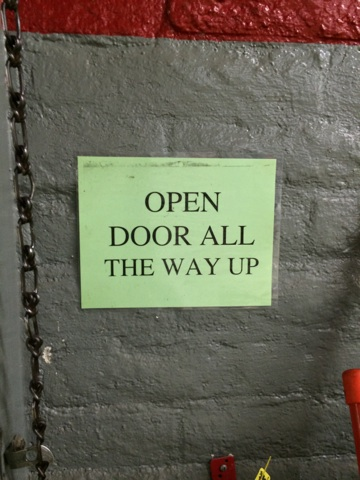 OPEN
DOOR ALL
THE WAY UP